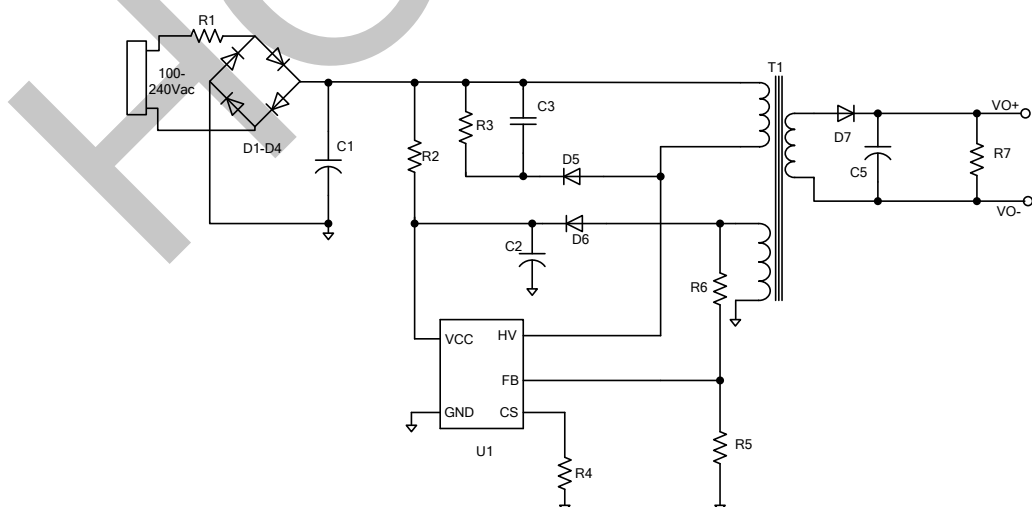 R1
T1
100-
240Vac
D1-D4
C1
R2
R3
C3
D5
D7
C5
R7
VO+
VO-
D6
C2
R6
VCC
HV
FB
GND
CS
U1
R4
R5